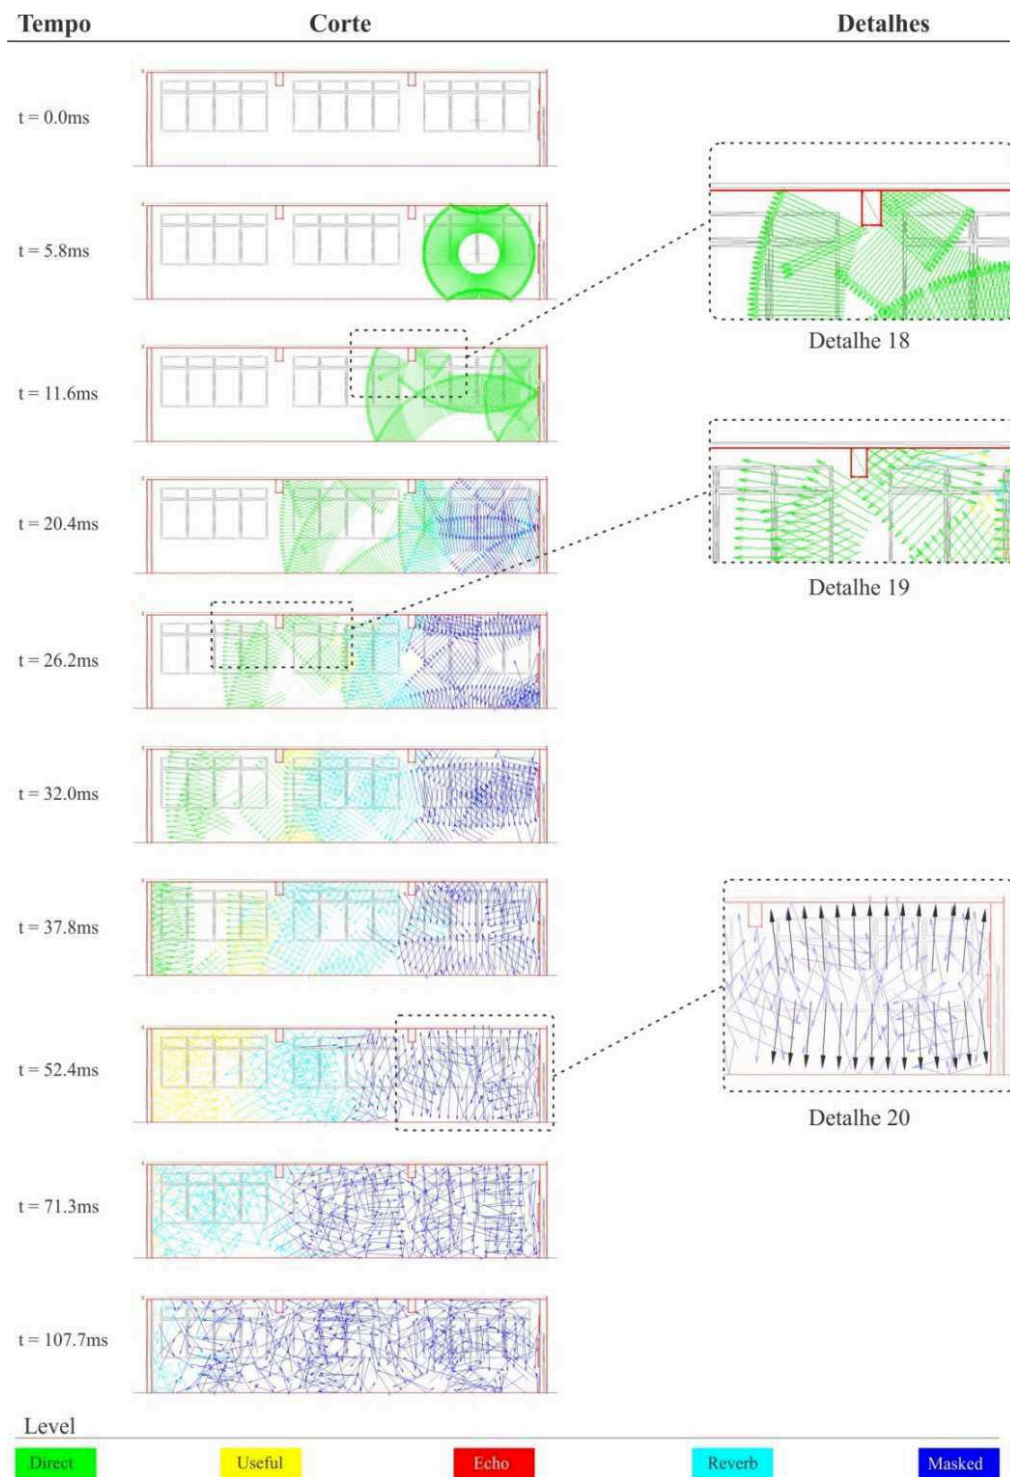 Tempo Corte Detalhes
t = 0.0ms
t = 5.8ms
Detalhe 18
t = 11.6ms
t = 20.4ms
Detalhe 19
t = 26.2ms
t = 32.0ms
t = 37.8ms
t = 52.4ms
Detalhe 20
t = 71.3ms
t = 107.7ms
Level
Direct Useful Echo Reverb Masked